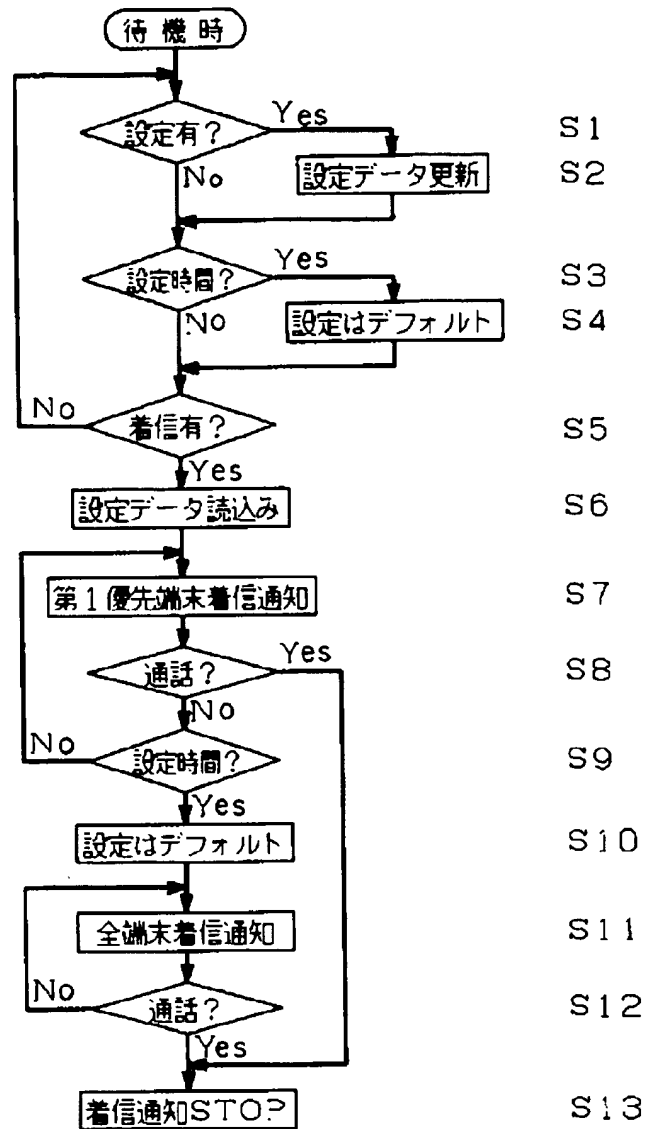 待機時
設定有？ Yes S1
No 設定データ更新 S2
設定時間？ Yes S3
No 設定はデフォルト S4
No 着信有？ S5
Yes
設定データ読込み S6
第1優先端末着信通知 S7
通話？ Yes S8
No
No 設定時間？ S9
Yes
設定はデフォルト S10
全端末着信通知 S11
No 通話？ S12
Yes
着信通知STOP S13